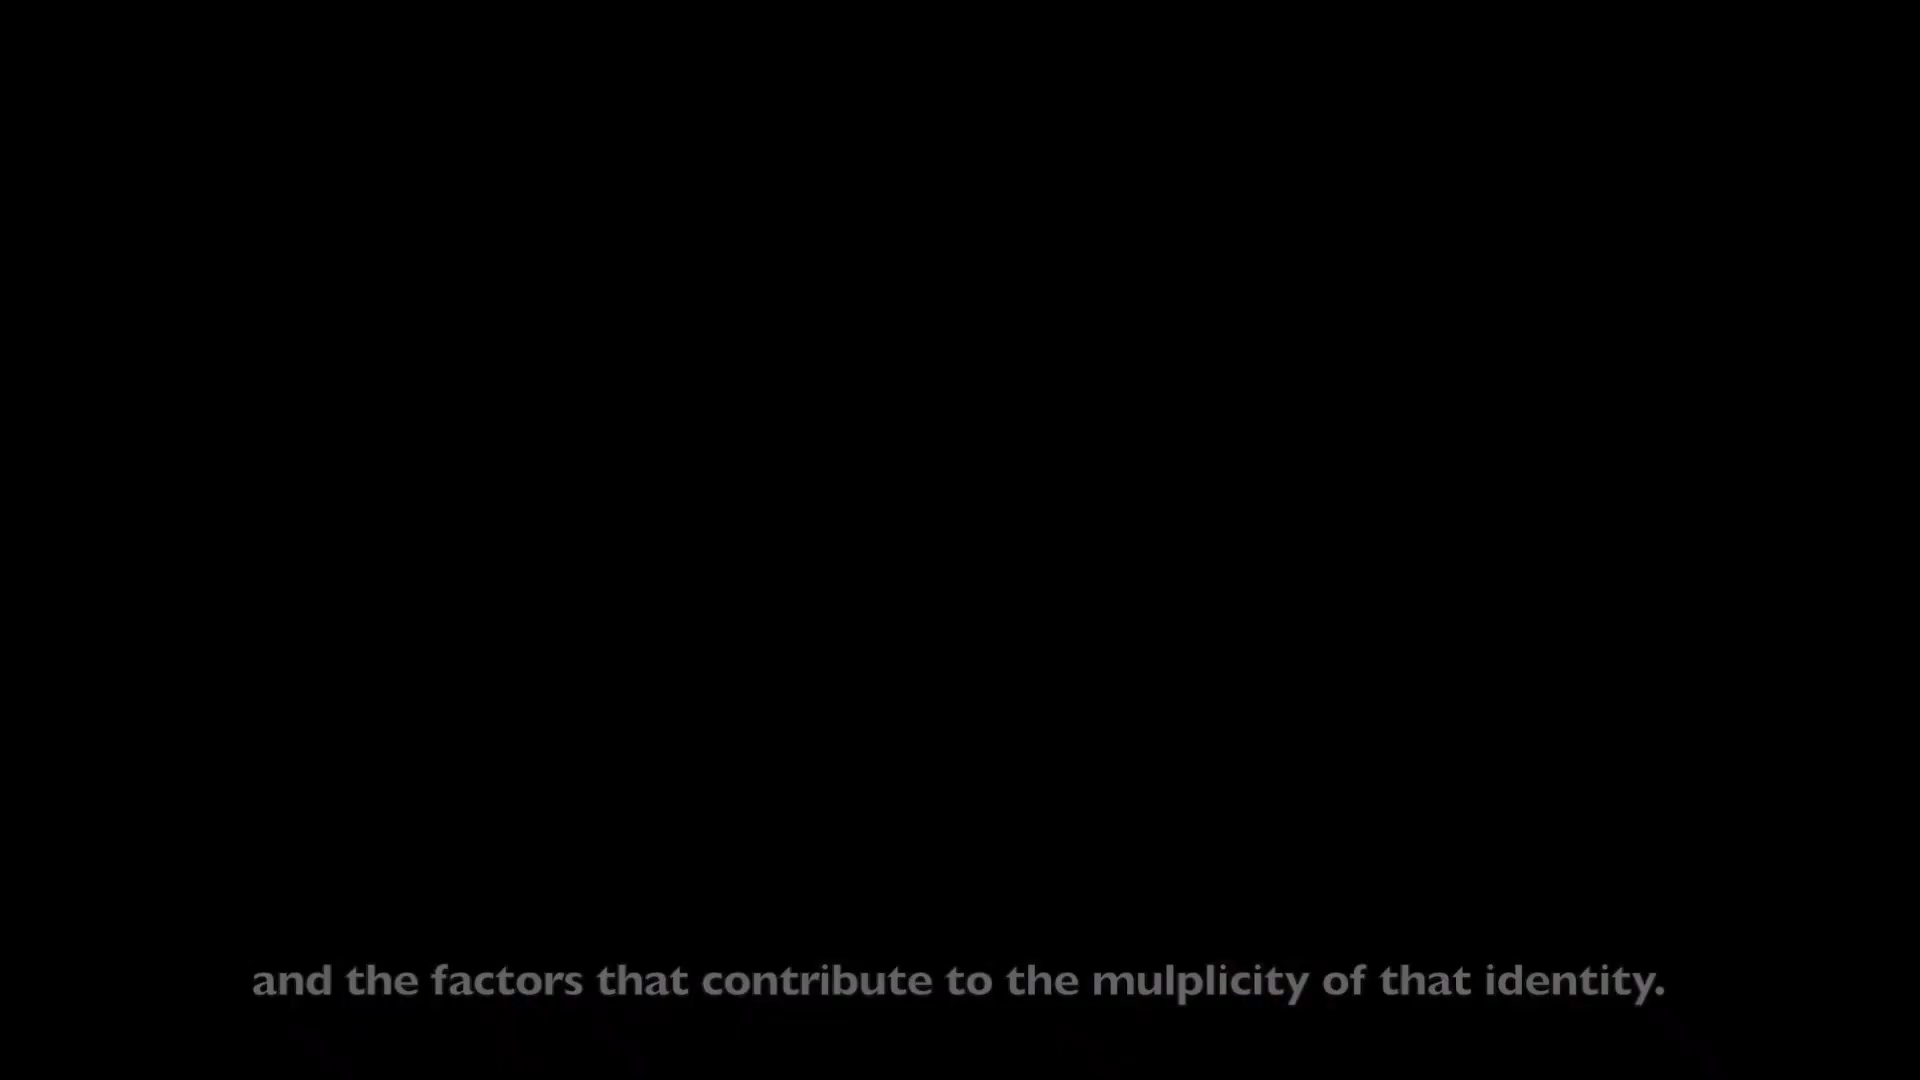 and the factors that contribute to the mulplicity of that identity.